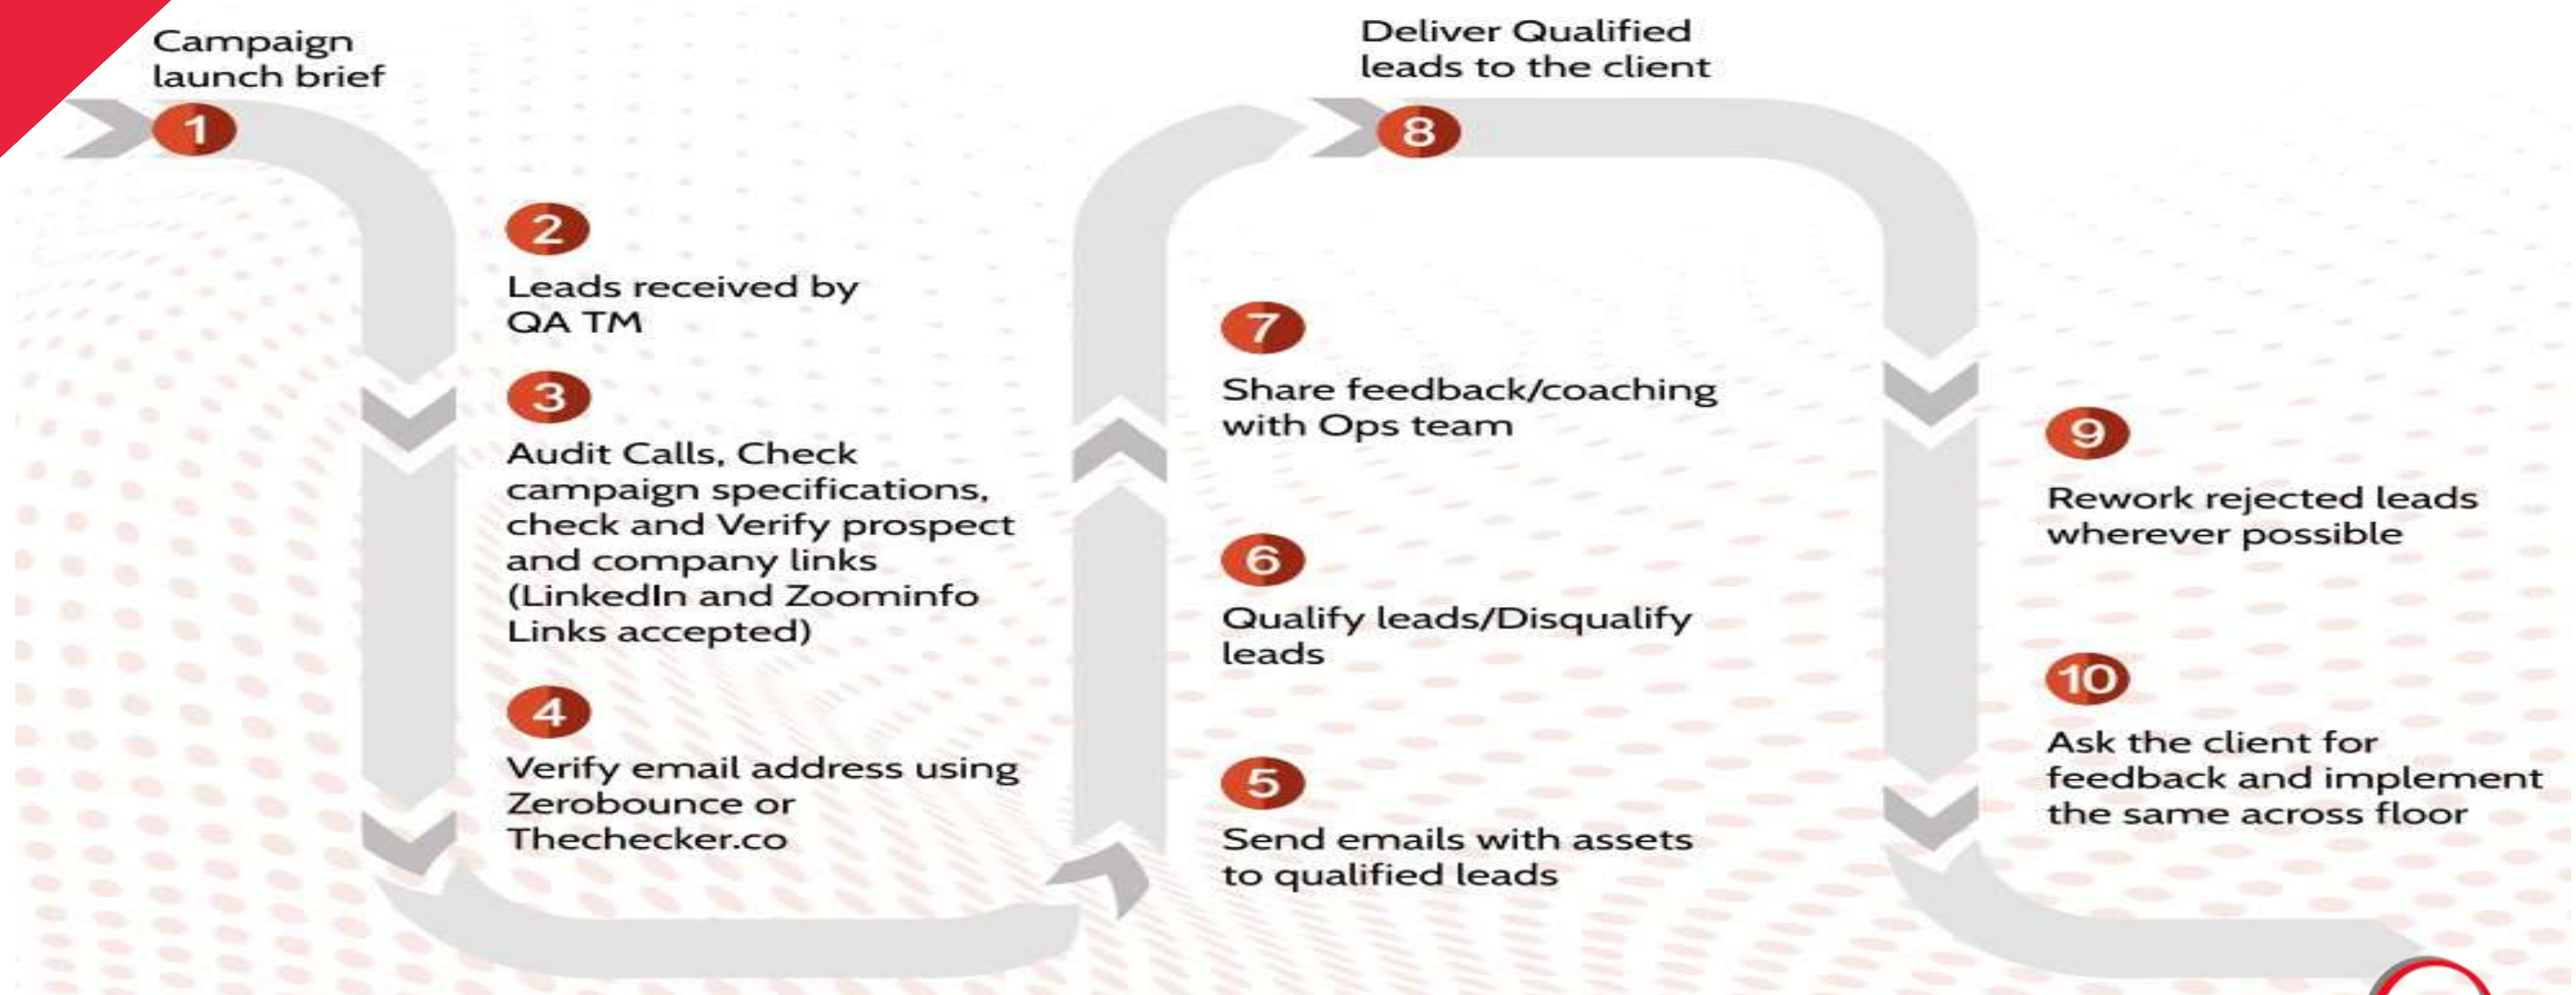 Campaign
launch brief
1
2
Leads received by
QA TM
3
Audit Calls, Check
campaign specifications,
check and Verify prospect
and company links
(LinkedIn and Zoominfo
Links accepted)
4
Verify email address using
Zerobounce or
Thechecker.co
5
Send emails with assets
to qualified leads
6
Qualify leads/Disqualify
leads
7
Share feedback/coaching
with Ops team
Deliver Qualified
leads to the client
8
9
Rework rejected leads
wherever possible
10
Ask the client for
feedback and implement
the same across floor